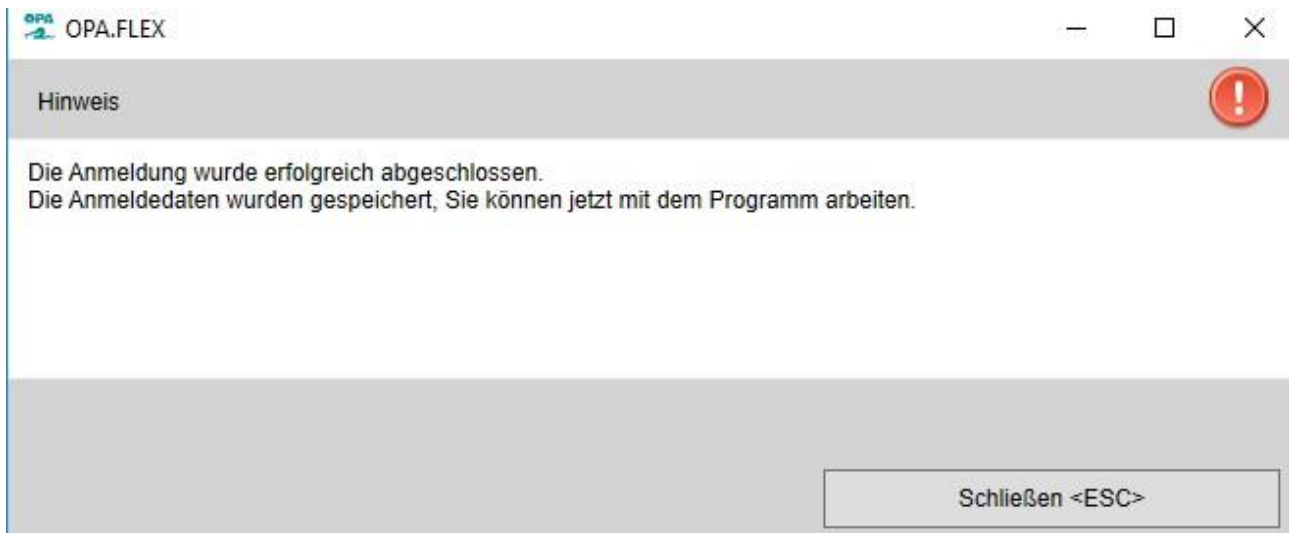 OPA
OPA.FLEX
Hinweis
Die Anmeldung wurde erfolgreich abgeschlossen.
Die Anmeldedaten wurden gespeichert, Sie können jetzt mit dem Programm arbeiten.
Schließen <ESC>